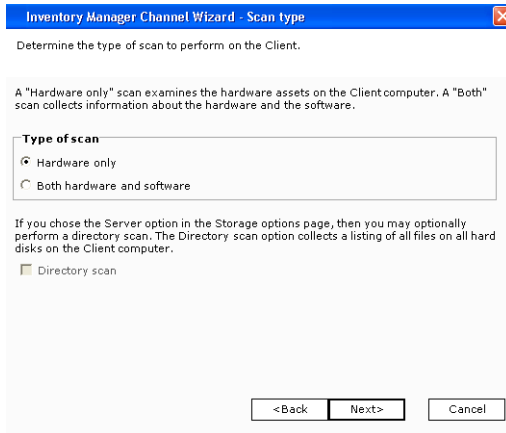 Inventory Manager Channel Wizard - Scan type
Determine the type of scan to perform on the Client.
A "Hardware only" scan examines the hardware assets on the Client computer. A "Both"
scan collects information about the hardware and the software.
Type of scan
Hardware only
Both hardware and software
If you chose the Server option in the Storage options page, then you may optionally
perform a directory scan. The Directory scan option collects a listing of all files on all hard
disks on the Client computer.
Directory scan
<Back Next> Cancel